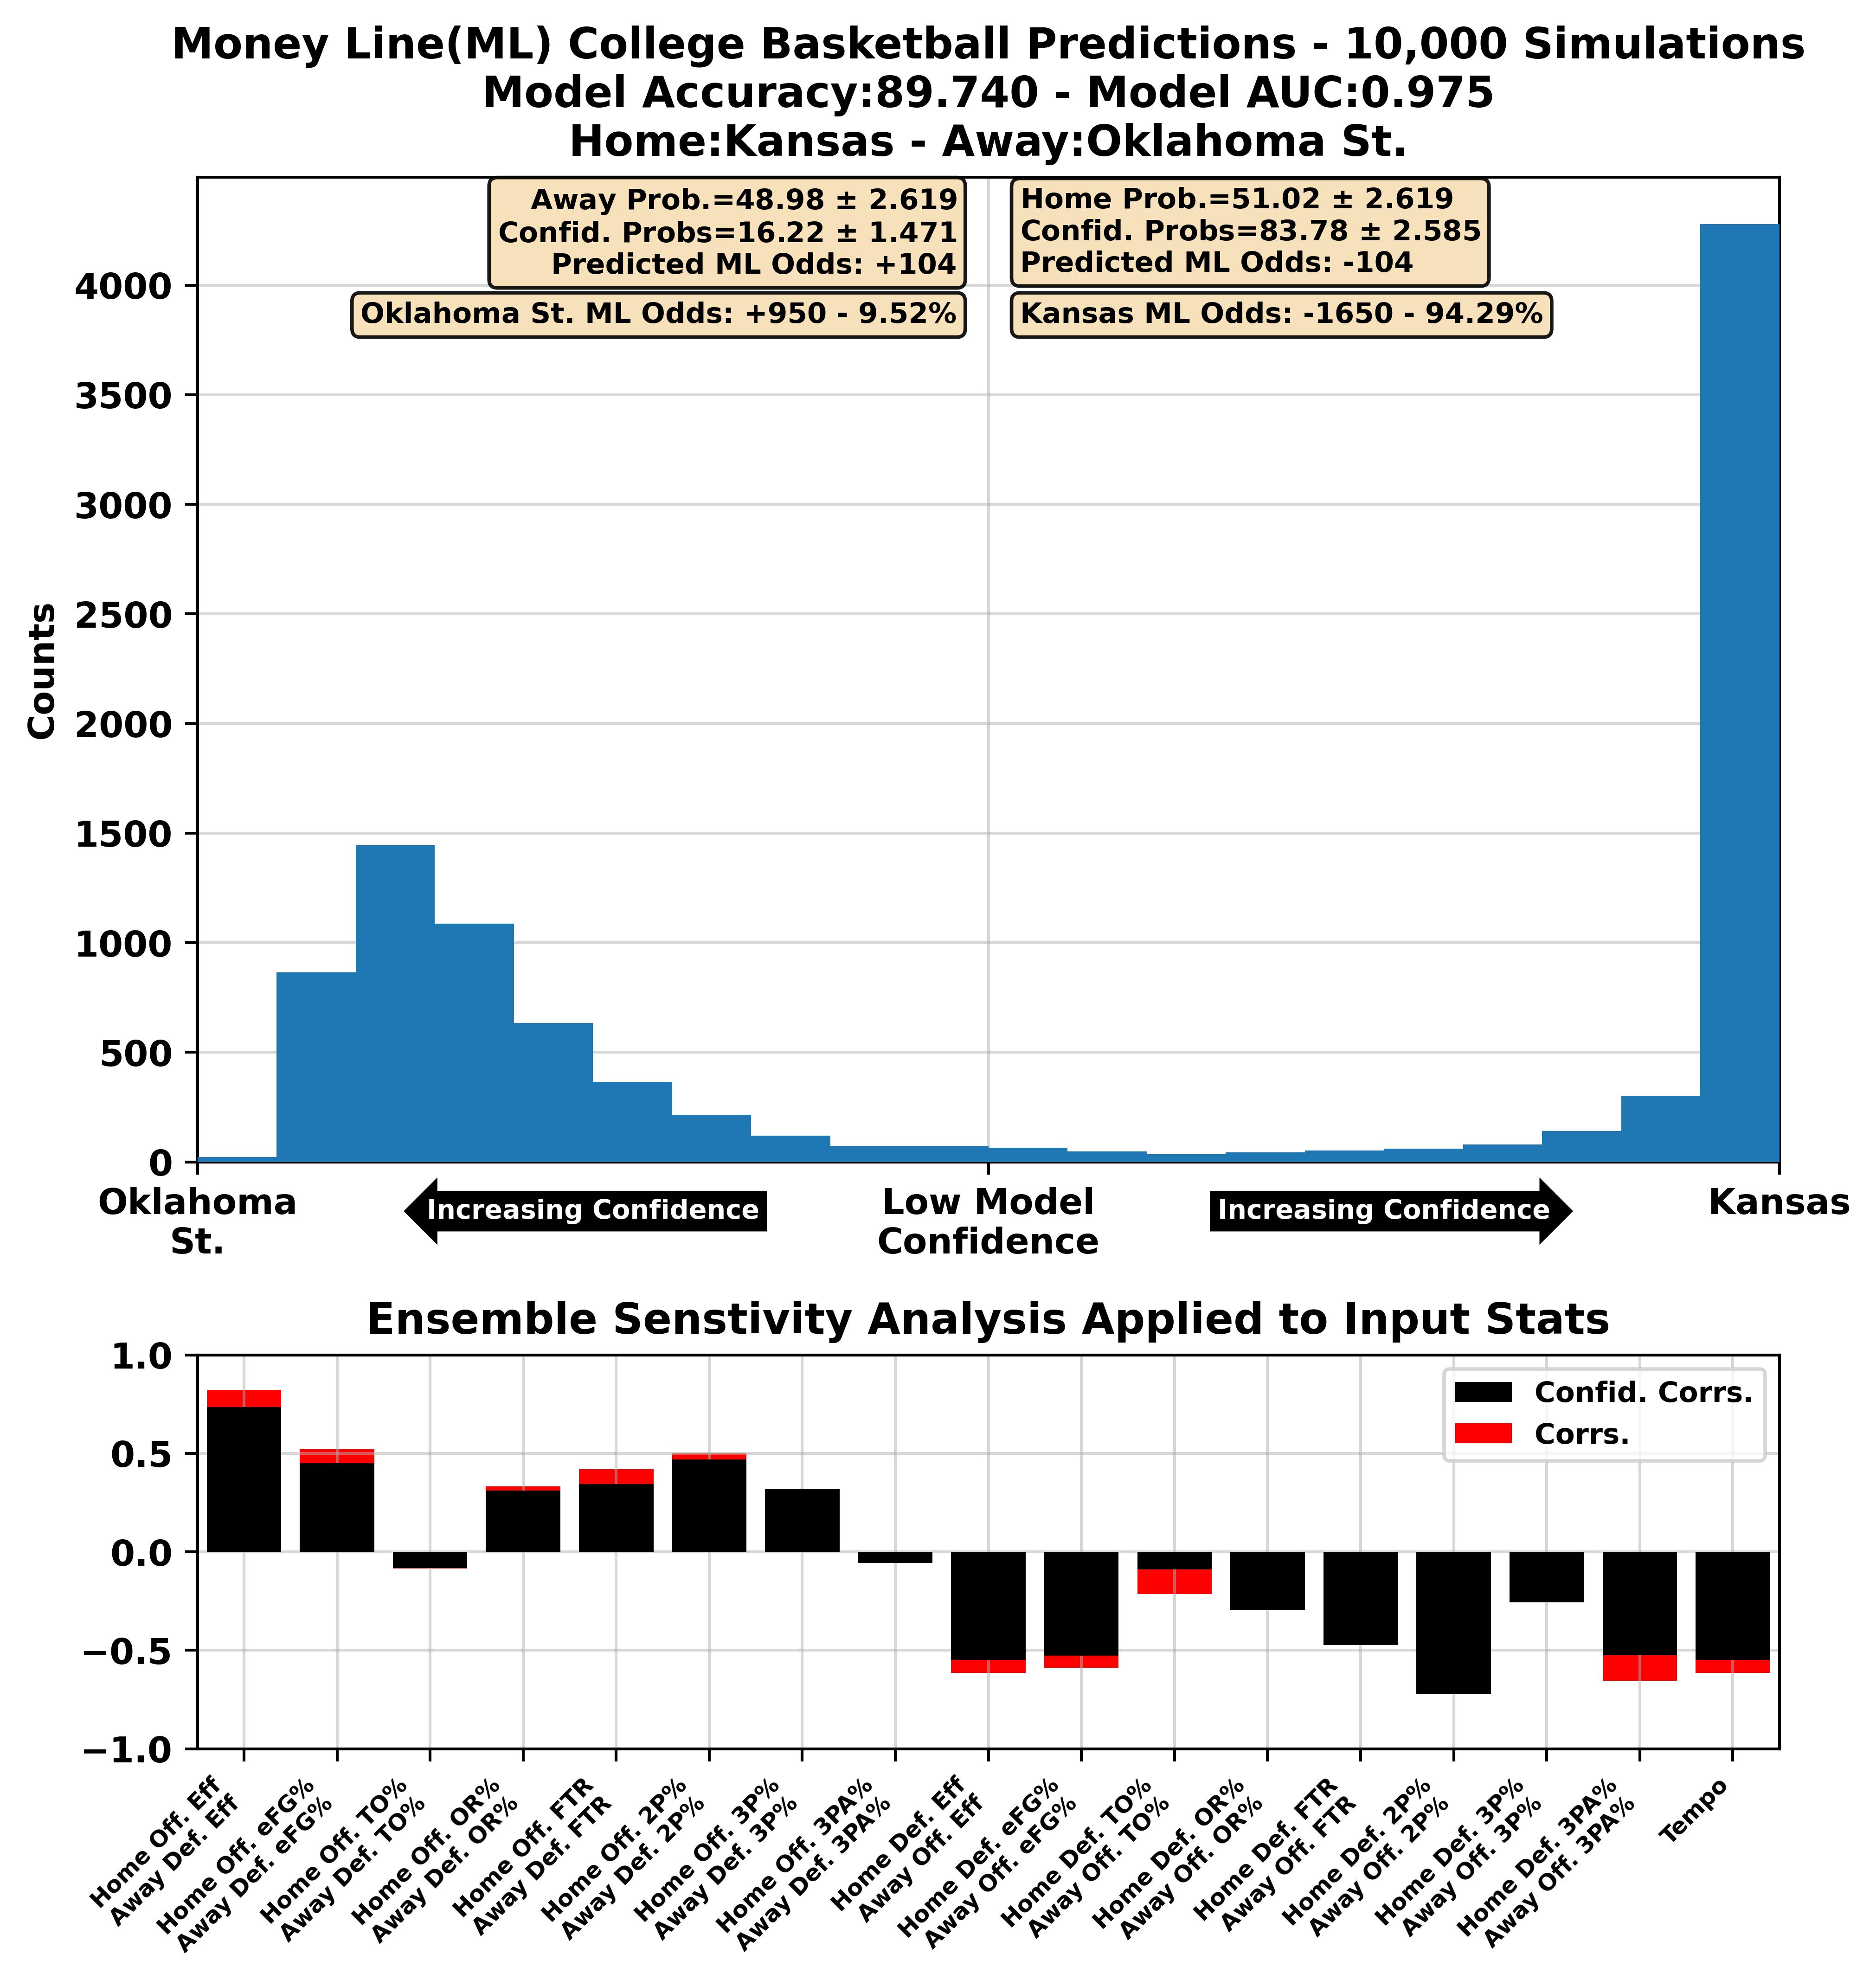 Money Line(ML) College Basketball Predictions - 10,000 Simulations
Model Accuracy:89.740 - Model AUC:0.975
Home:Kansas - Away:Oklahoma St.
Away Prob.=48.98 ± 2.619
Confid. Probs=16.22 ± 1.471
Predicted ML Odds: +104
Oklahoma St. ML Odds: +950 - 9.52%
Home Prob.=51.02 ± 2.619
Confid. Probs=83.78 ± 2.585
Predicted ML Odds: -104
Kansas ML Odds: -1650 - 94.29%
Counts
4000
3500
3000
2500
2000
1500
1000
500
0
Oklahoma
St.
Increasing Confidence
Low Model
Confidence
Increasing Confidence
Kansas
Ensemble Senstivity Analysis Applied to Input Stats
1.0
0.5
0.0
−0.5
−1.0
Confid. Corrs.
Corrs.
Home Off. Eff
Away Def. Eff
Home Off. eFG%
Away Def. eFG%
Home Off. TO%
Away Def. TO%
Home Off. OR%
Away Def. OR%
Home Off. FTR
Away Def. FTR
Home Off. 2P%
Away Def. 2P%
Home Off. 3P%
Away Def. 3P%
Home Off. 3PA%
Away Def. 3PA%
Home Def. Eff
Away Off. Eff
Home Def. eFG%
Away Off. eFG%
Home Def. TO%
Away Off. TO%
Home Def. OR%
Away Off. OR%
Home Def. FTR
Away Off. FTR
Home Def. 2P%
Away Off. 2P%
Home Def. 3P%
Away Off. 3P%
Home Def. 3PA%
Away Off. 3PA%
Tempo